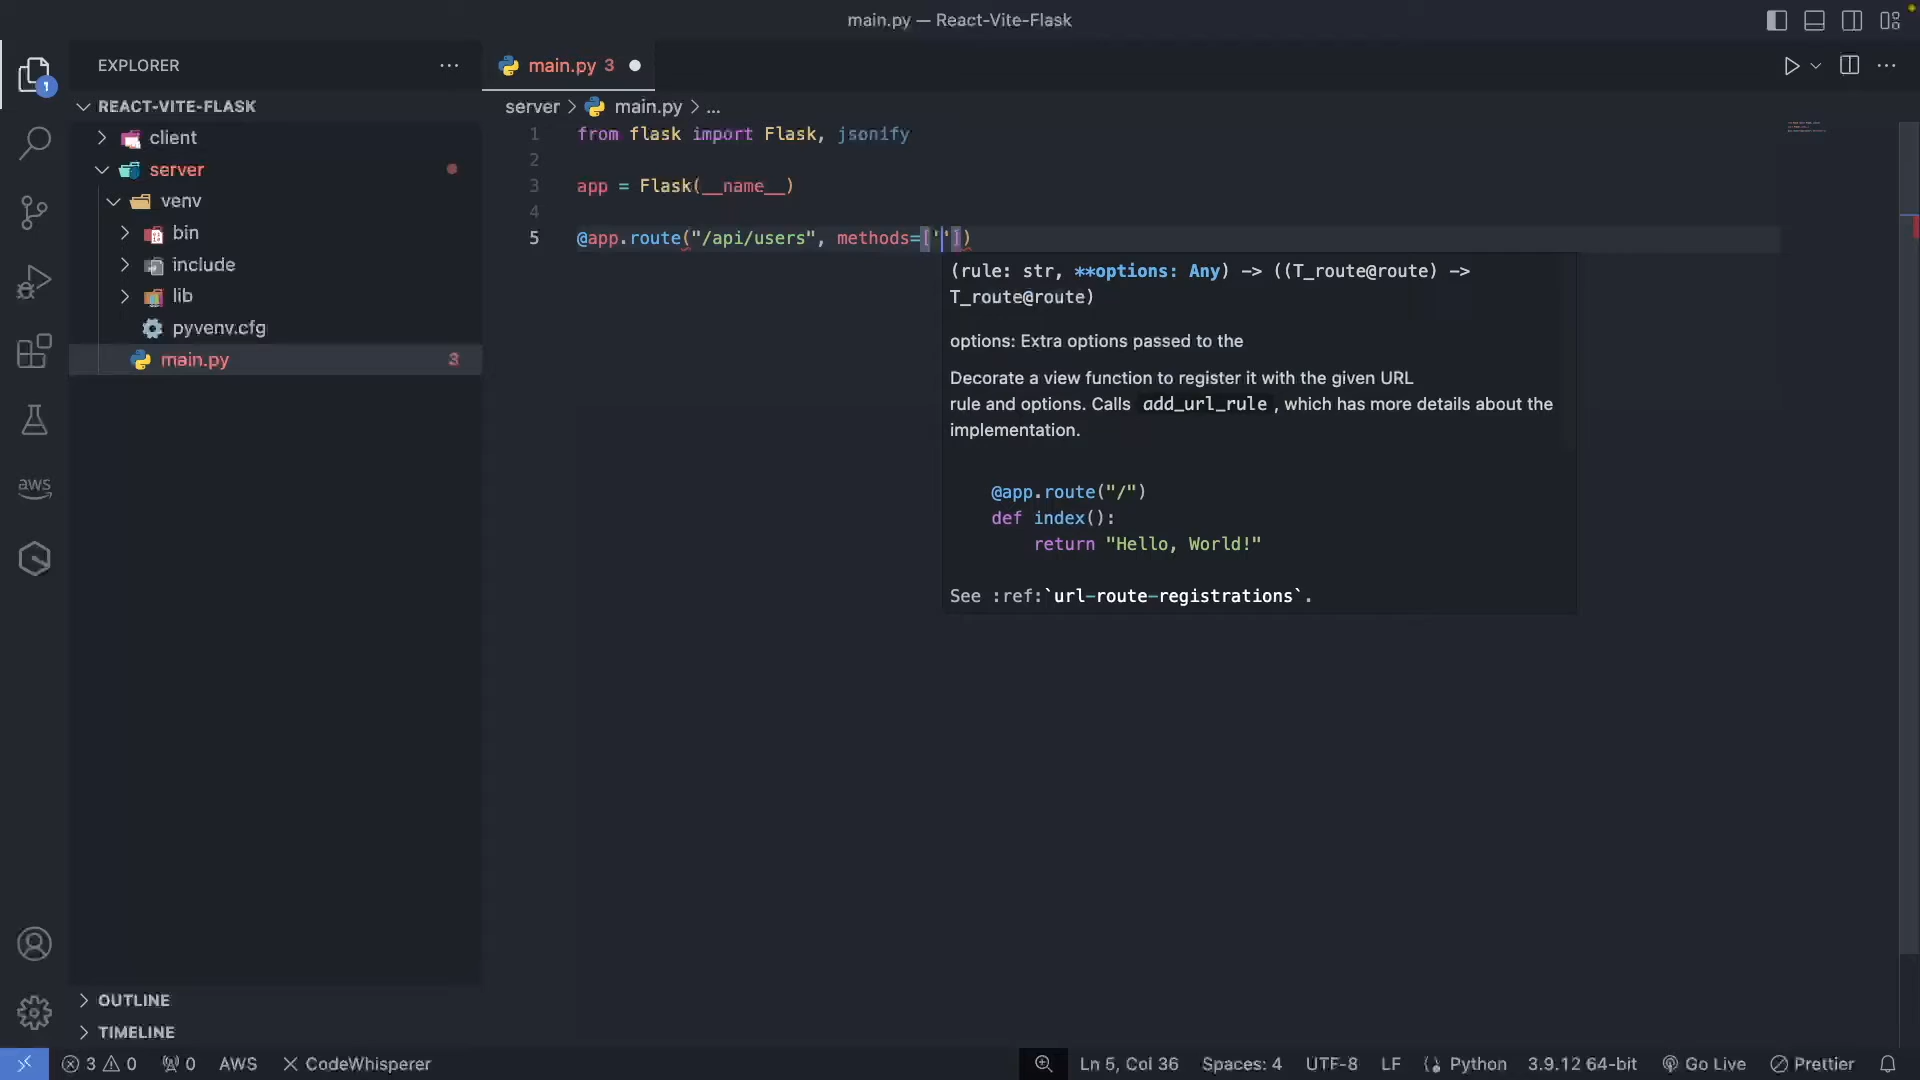 main.py — React-Vite-Flask
EXPLORER
main.py 3
1
REACT-VITE-FLASK
server > main.py > ...
client
server
venv
bin
include
lib
pyvenv.cfg
main.py 3
1 from flask import Flask, jsonify
2
3 app = Flask(__name__)
4
5 @app.route("/api/users", methods=[''])
(rule: str, **options: Any) -> ((T_route@route) ->
T_route@route)
options: Extra options passed to the
Decorate a view function to register it with the given URL
rule and options. Calls add_url_rule , which has more details about the
implementation.
@app.route("/")
def index():
return "Hello, World!"
See :ref:`url-route-registrations`.
aws
OUTLINE
TIMELINE
3 0 0 AWS CodeWhisperer Ln 5, Col 36 Spaces: 4 UTF-8 LF Python 3.9.12 64-bit Go Live Prettier